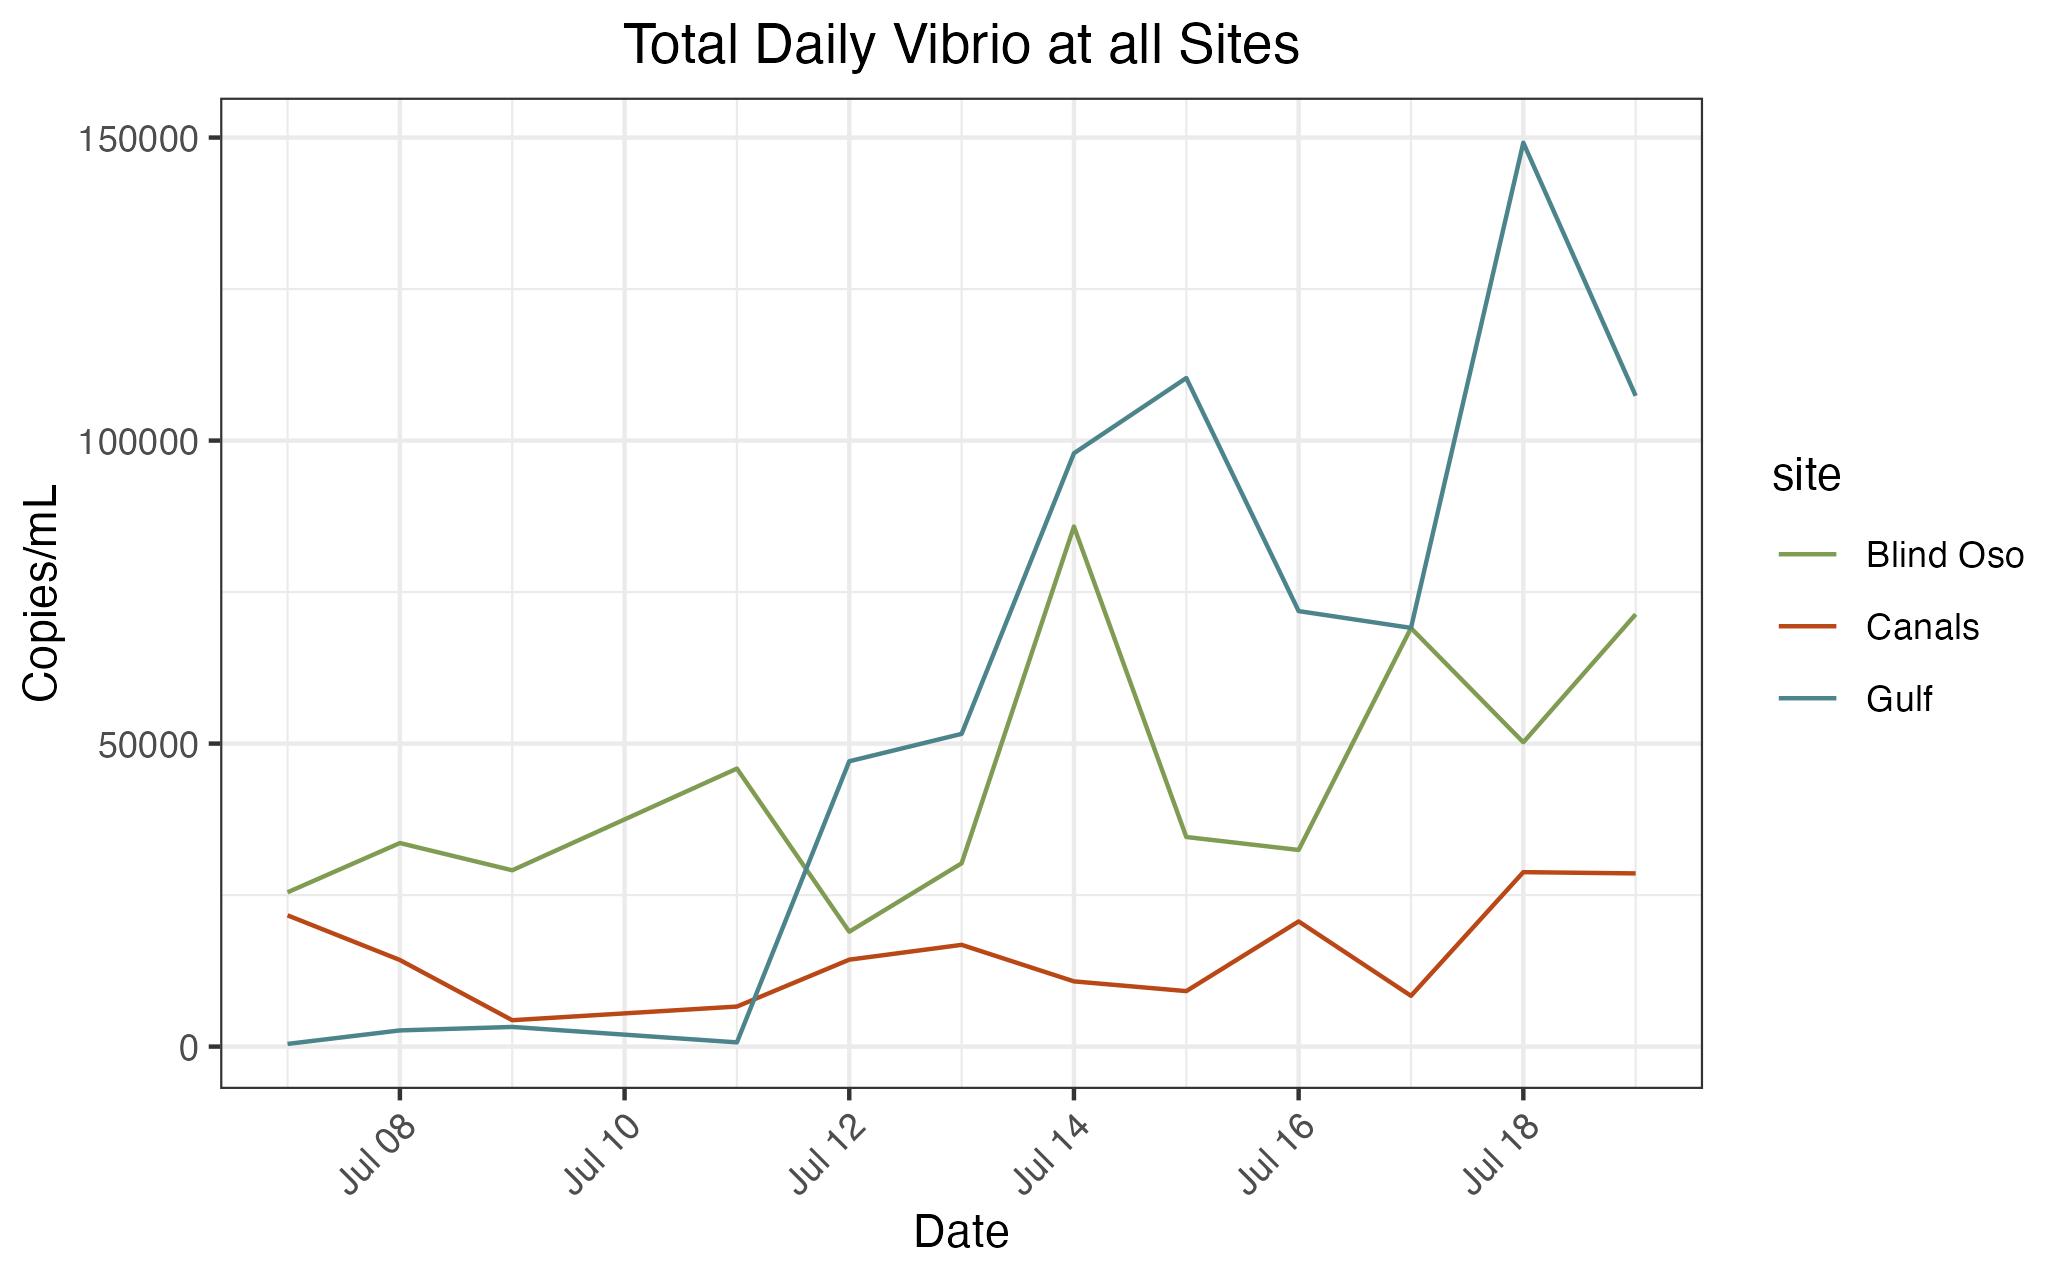 Total Daily Vibrio at all Sites
150000
100000
50000
0
Copies/mL
Jul 08
Jul 10
Jul 12
Jul 14
Jul 16
Jul 18
Date
site
Blind Oso
Canals
Gulf